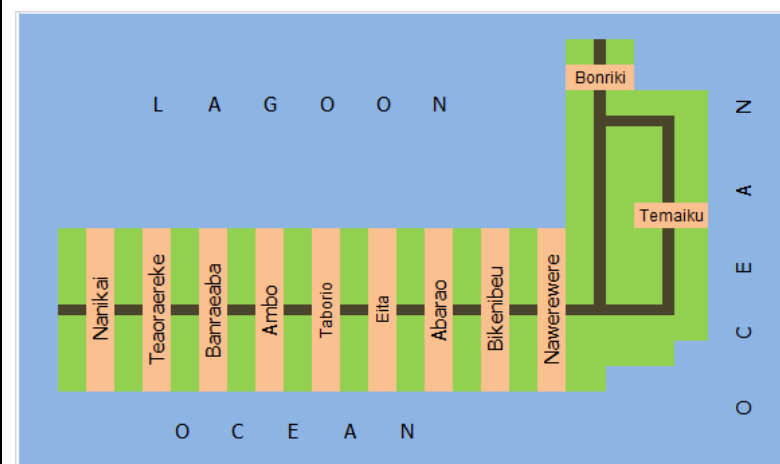 Bonriki
L A G O O N
Temaiku
Nanikai
Teaoraereke
Banraeaba
Ambo
Taborio
Eita
Abarao
Bikenibeu
Nawerewere
O C E A N
O C E A N